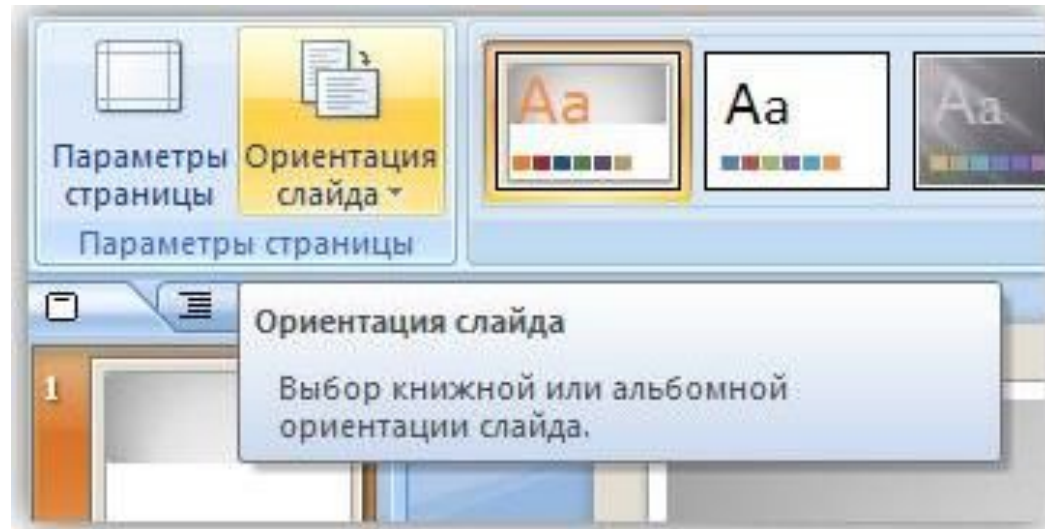 Параметры страницы
Ориентация слайда
Параметры страницы
Aa
Aa
Aa
Ориентация слайда
Выбор книжной или альбомной
ориентации слайда.
1